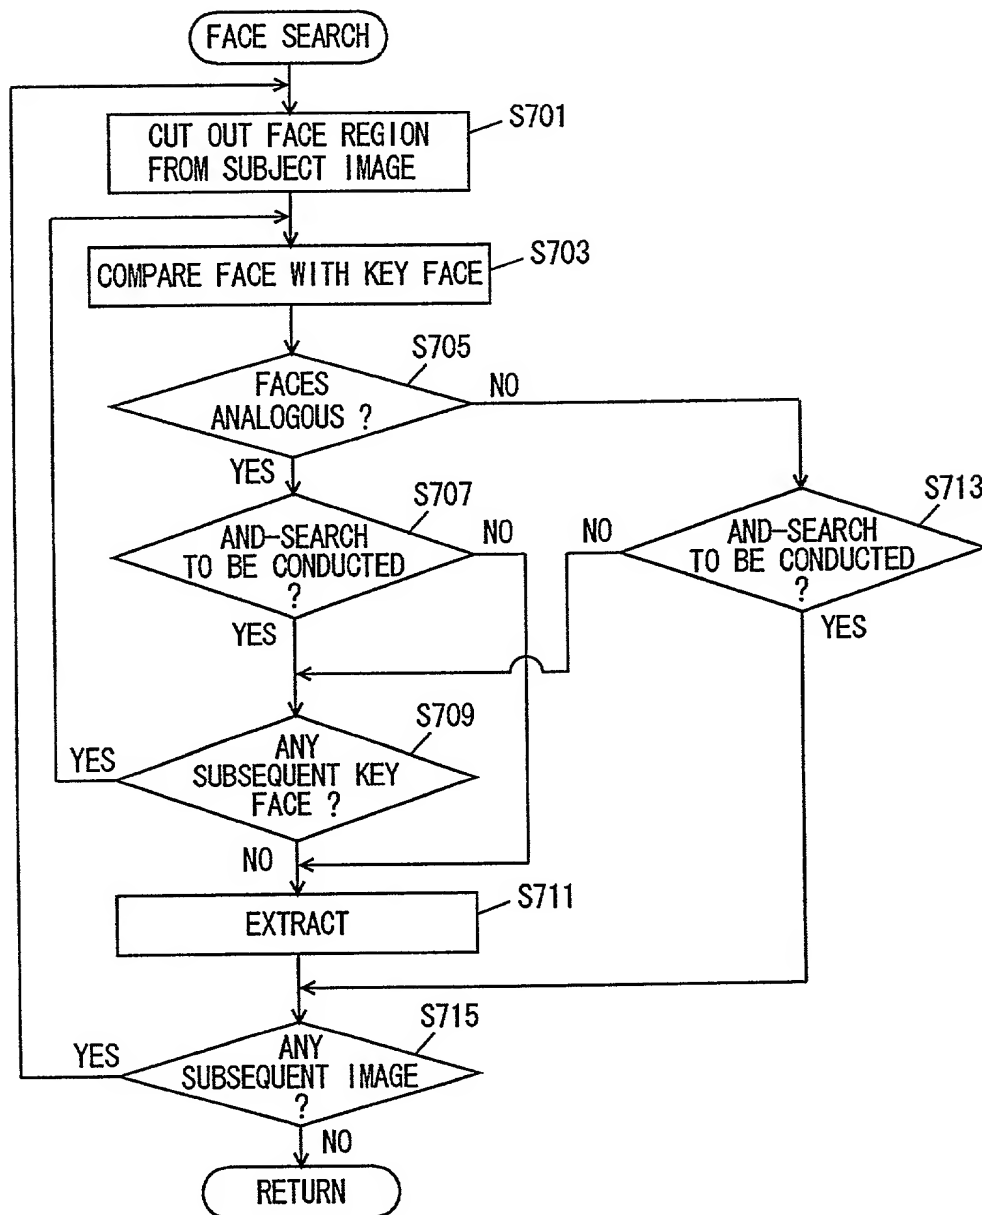 FACE SEARCH
S701
CUT OUT FACE REGION
FROM SUBJECT IMAGE
S703
COMPARE FACE WITH KEY FACE
S705
FACES
ANALOGOUS ?
NO
YES
S707
AND-SEARCH
TO BE CONDUCTED
?
NO
YES
S713
AND-SEARCH
TO BE CONDUCTED
?
NO
YES
S709
ANY
SUBSEQUENT KEY
FACE ?
YES
NO
S711
EXTRACT
S715
ANY
SUBSEQUENT IMAGE
?
YES
NO
RETURN